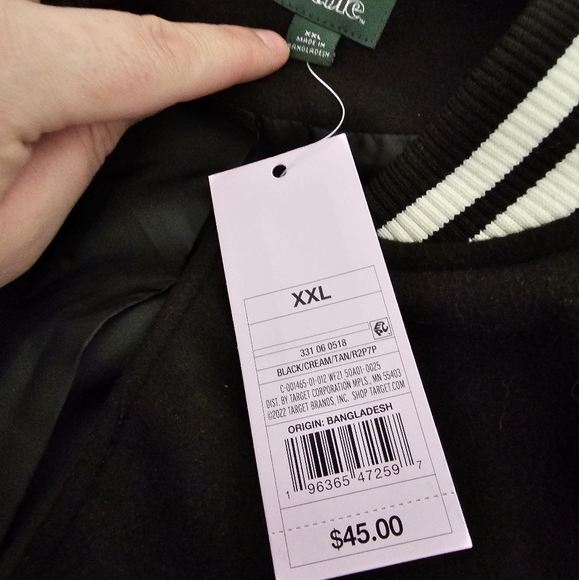 XXL
MADE IN
BANGLADESH
XXL
331 06 0518
BLACK/CREAM/TAN/R2P7P
C-001465-01-012 WFZ1 50A01-0025
DIST. BY TARGET CORPORATION MPLS., MN 55403
©2022 TARGET BRANDS, INC. SHOP TARGET.COM
ORIGIN: BANGLADESH
1 96365 47259 7
$45.00